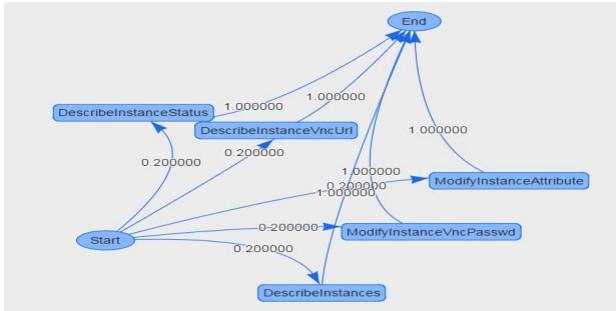 End
DescribeInstanceStatus
1.000000
1.000000
DescribeInstanceVncUrl
1.000000
0.200000
0.200000
1.000000
0.200000
1.000000
ModifyInstanceAttribute
Start
0.200000
ModifyInstanceVncPasswd
0.200000
DescribeInstances